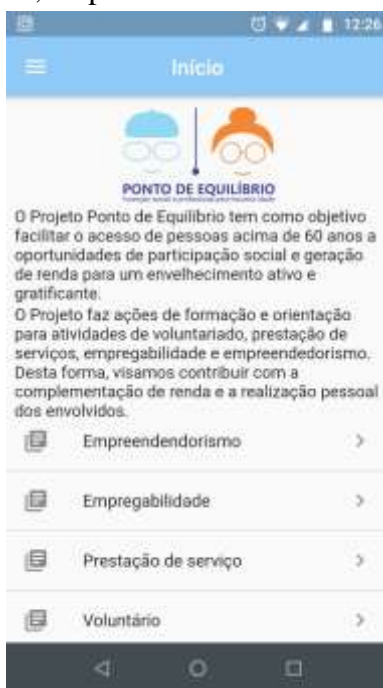 12:26
Início
PONTO DE EQUILÍBRIO
O Projeto Ponto de Equilíbrio tem como objetivo
facilitar o acesso de pessoas acima de 60 anos a
oportunidades de participação social e geração
de renda para um envelhecimento ativo e
gratificante.
O Projeto faz ações de formação e orientação
para atividades de voluntariado, prestação de
serviços, empregabilidade e empreendedorismo.
Desta forma, visamos contribuir com a
complementação de renda e a realização pessoal
dos envolvidos.
Empreendendorismo
Empregabilidade
Prestação de serviço
Voluntário